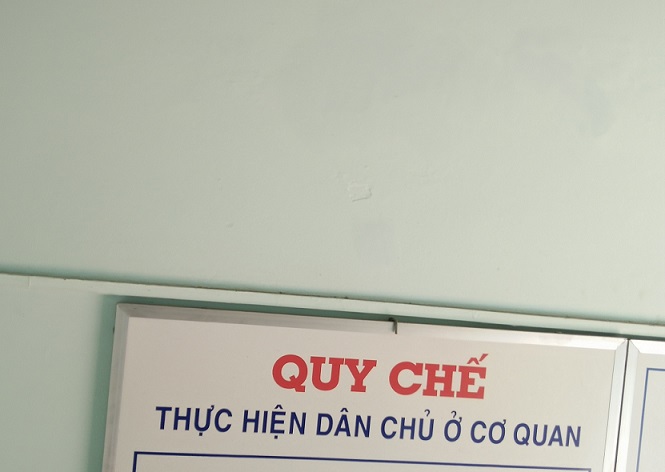 QUY CHẾ
THỰC HIỆN DÂN CHỦ Ở CƠ QUAN